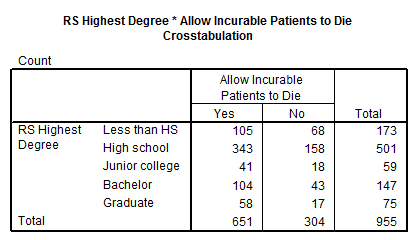 RS Highest Degree * Allow Incurable Patients to Die
Crosstabulation
Count
Allow Incurable
Patients to Die
Yes No Total
RS Highest Less than HS 105 68 173
Degree High school 343 158 501
Junior college 41 18 59
Bachelor 104 43 147
Graduate 58 17 75
Total 651 304 955